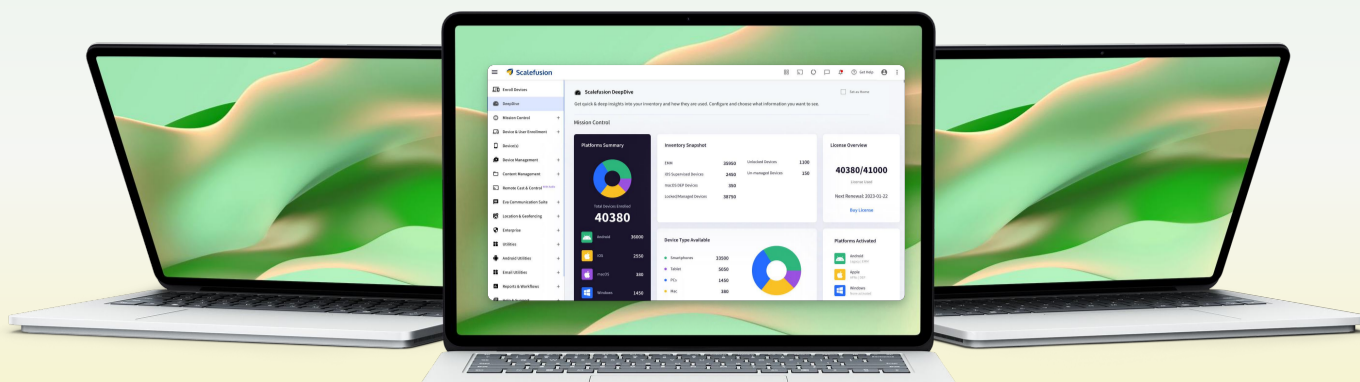 Scalefusion
Get Help
Enroll Devices
DeepDive
Mission Control
Device & User Enrollment
Device(s)
Device Management
Content Management
Remote Cast & Control
Eva Communication Suite
Location & Geofencing
Enterprise
Utilities
Android Utilities
Email Utilities
Reports & Workflows
Scalefusion DeepDive
Set as Home
Get quick & deep insights into your inventory and how they are used. Configure and choose what information you want to see.
Mission Control
Platforms Summary
Total Devices Enrolled
40380
Android 36000
iOS 2550
macOS 380
Windows 1450
Inventory Snapshot
EMM 35950
iOS Supervised Devices 2450
macOS DEP Devices 350
Locked/Managed Devices 38750
Unlocked Devices 1100
Un-managed Devices 150
License Overview
40380/41000
Next Renewal: 2023-01-22
Buy License
Device Type Available
Smartphones 33500
Tablet 5050
PCs 1450
Mac 380
Platforms Activated
Android
Apple
Windows